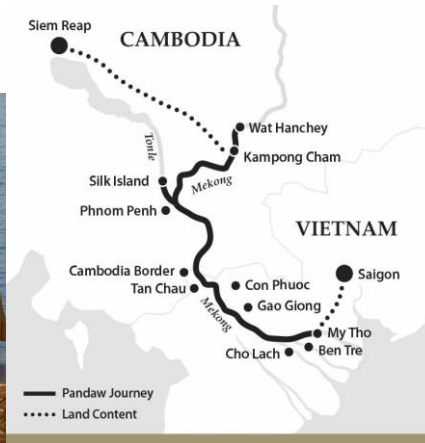 Siem Reap
CAMBODIA
Wat Hanchey
Tonle
Kampong Cham
Silk Island
Mekong
Phnom Penh
VIETNAM
Cambodia Border
Con Phuoc
Saigon
Tan Chau
Gao Giong
Mekong
My Tho
Cho Lach
Ben Tre
Pandaw Journey
Land Content